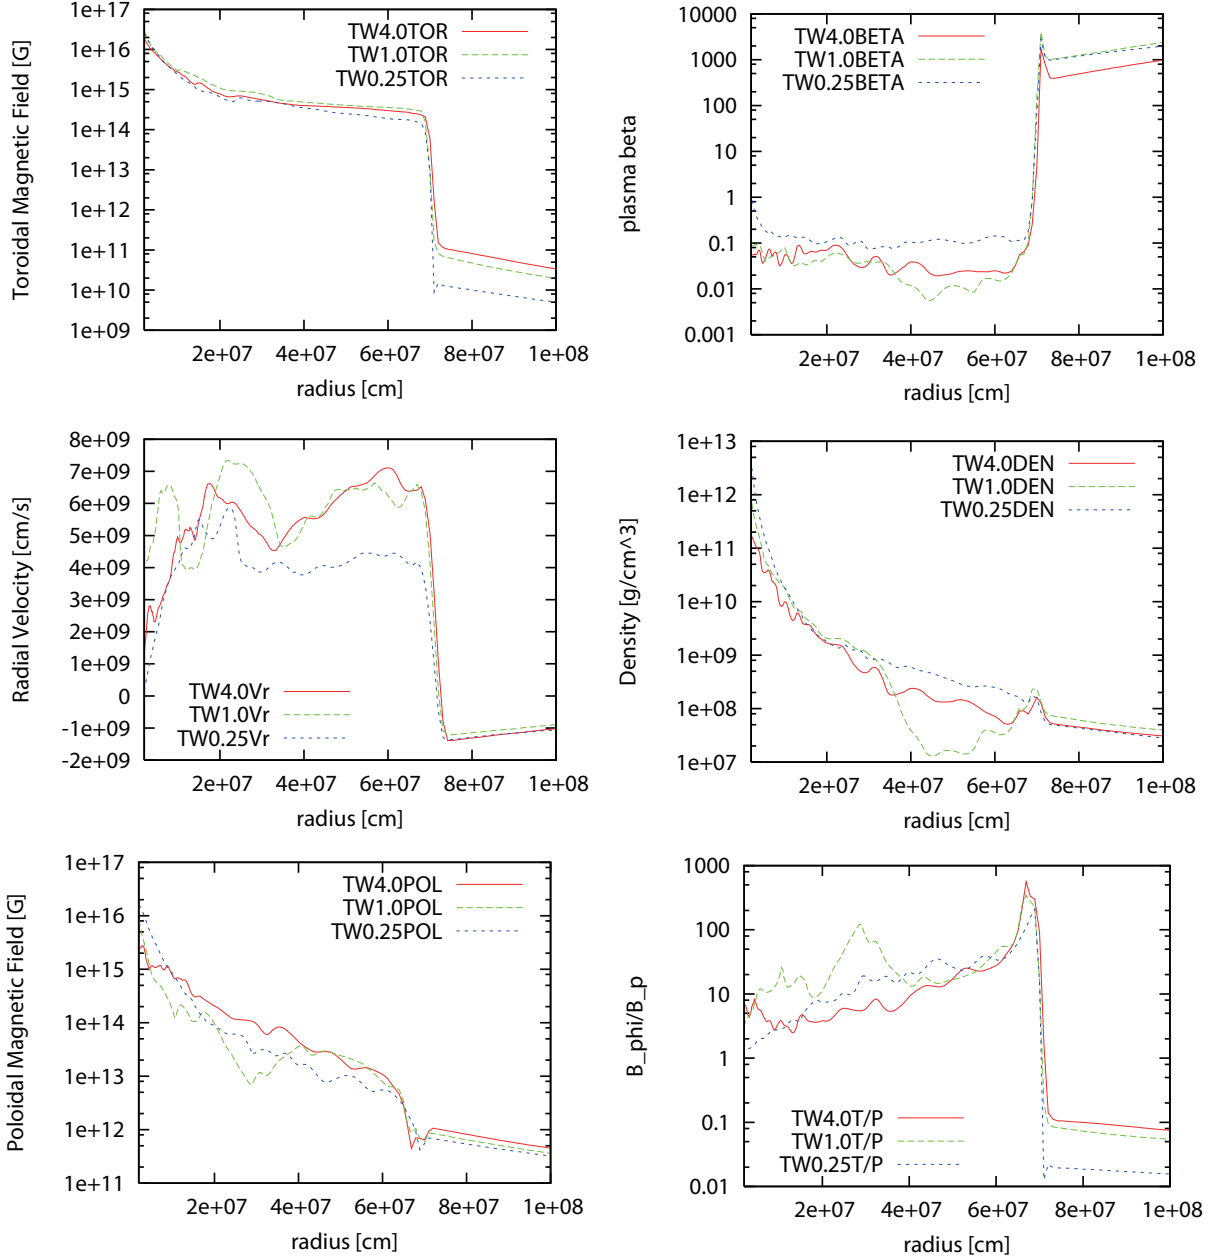 1e+17
1e+16
1e+15
1e+14
1e+13
1e+12
1e+11
1e+10
1e+09
Toroidal Magnetic Field [G]
TW4.0TOR
TW1.0TOR
TW0.25TOR
2e+07 4e+07 6e+07 8e+07 1e+08
radius [cm]
10000
1000
100
10
1
0.1
0.01
0.001
plasma beta
TW4.0BETA
TW1.0BETA
TW0.25BETA
2e+07 4e+07 6e+07 8e+07 1e+08
radius [cm]
8e+09
7e+09
6e+09
5e+09
4e+09
3e+09
2e+09
1e+09
0
-1e+09
-2e+09
Radial Velocity [cm/s]
TW4.0Vr
TW1.0Vr
TW0.25Vr
2e+07 4e+07 6e+07 8e+07 1e+08
radius [cm]
1e+13
1e+12
1e+11
1e+10
1e+09
1e+08
1e+07
Density [g/cm^3]
TW4.0DEN
TW1.0DEN
TW0.25DEN
2e+07 4e+07 6e+07 8e+07 1e+08
radius [cm]
1e+17
1e+16
1e+15
1e+14
1e+13
1e+12
1e+11
Poloidal Magnetic Field [G]
TW4.0POL
TW1.0POL
TW0.25POL
2e+07 4e+07 6e+07 8e+07 1e+08
radius [cm]
1000
100
10
1
0.1
0.01
B_phi/B_p
TW4.0T/P
TW1.0T/P
TW0.25T/P
2e+07 4e+07 6e+07 8e+07 1e+08
radius [cm]